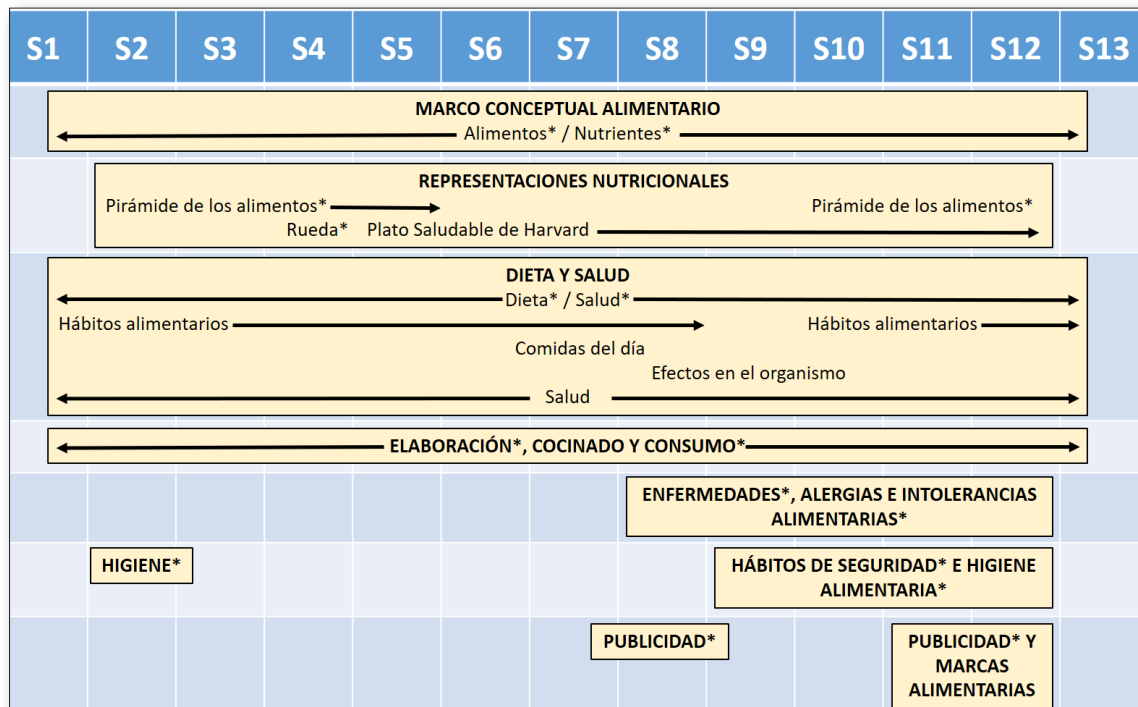 S1 S2 S3 S4 S5 S6 S7 S8 S9 S10 S11 S12 S13
MARCO CONCEPTUAL ALIMENTARIO
Alimentos* / Nutrientes*
REPRESENTACIONES NUTRICIONALES
Pirámide de los alimentos* Pirámide de los alimentos*
Rueda* Plato Saludable de Harvard
DIETA Y SALUD
Dieta* / Salud*
Hábitos alimentarios Hábitos alimentarios
Comidas del día
Efectos en el organismo
Salud
ELABORACIÓN*, COCINADO Y CONSUMO*
ENFERMEDADES*, ALERGIAS E INTOLERANCIAS
ALIMENTARIAS*
HIGIENE*
HÁBITOS DE SEGURIDAD* E HIGIENE
ALIMENTARIA*
PUBLICIDAD*
PUBLICIDAD* Y
MARCAS
ALIMENTARIAS